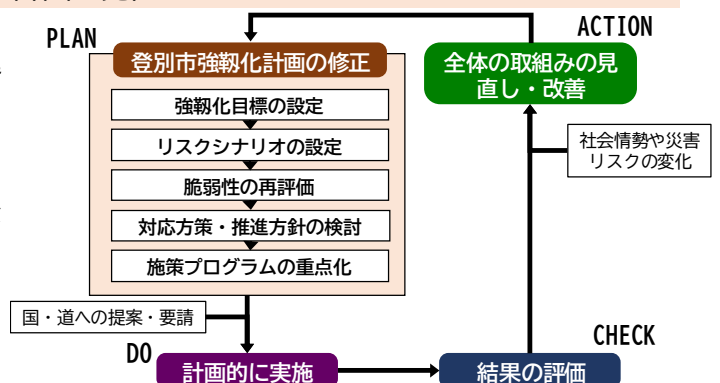 PLAN
ACTION
登別市強靱化計画の修正
全体の取組みの見
直し・改善
強靱化目標の設定
リスクシナリオの設定
脆弱性の再評価
対応方策・推進方針の検討
施策プログラムの重点化
社会情勢や災害
リスクの変化
国・道への提案・要請
DO
計画的に実施
CHECK
結果の評価